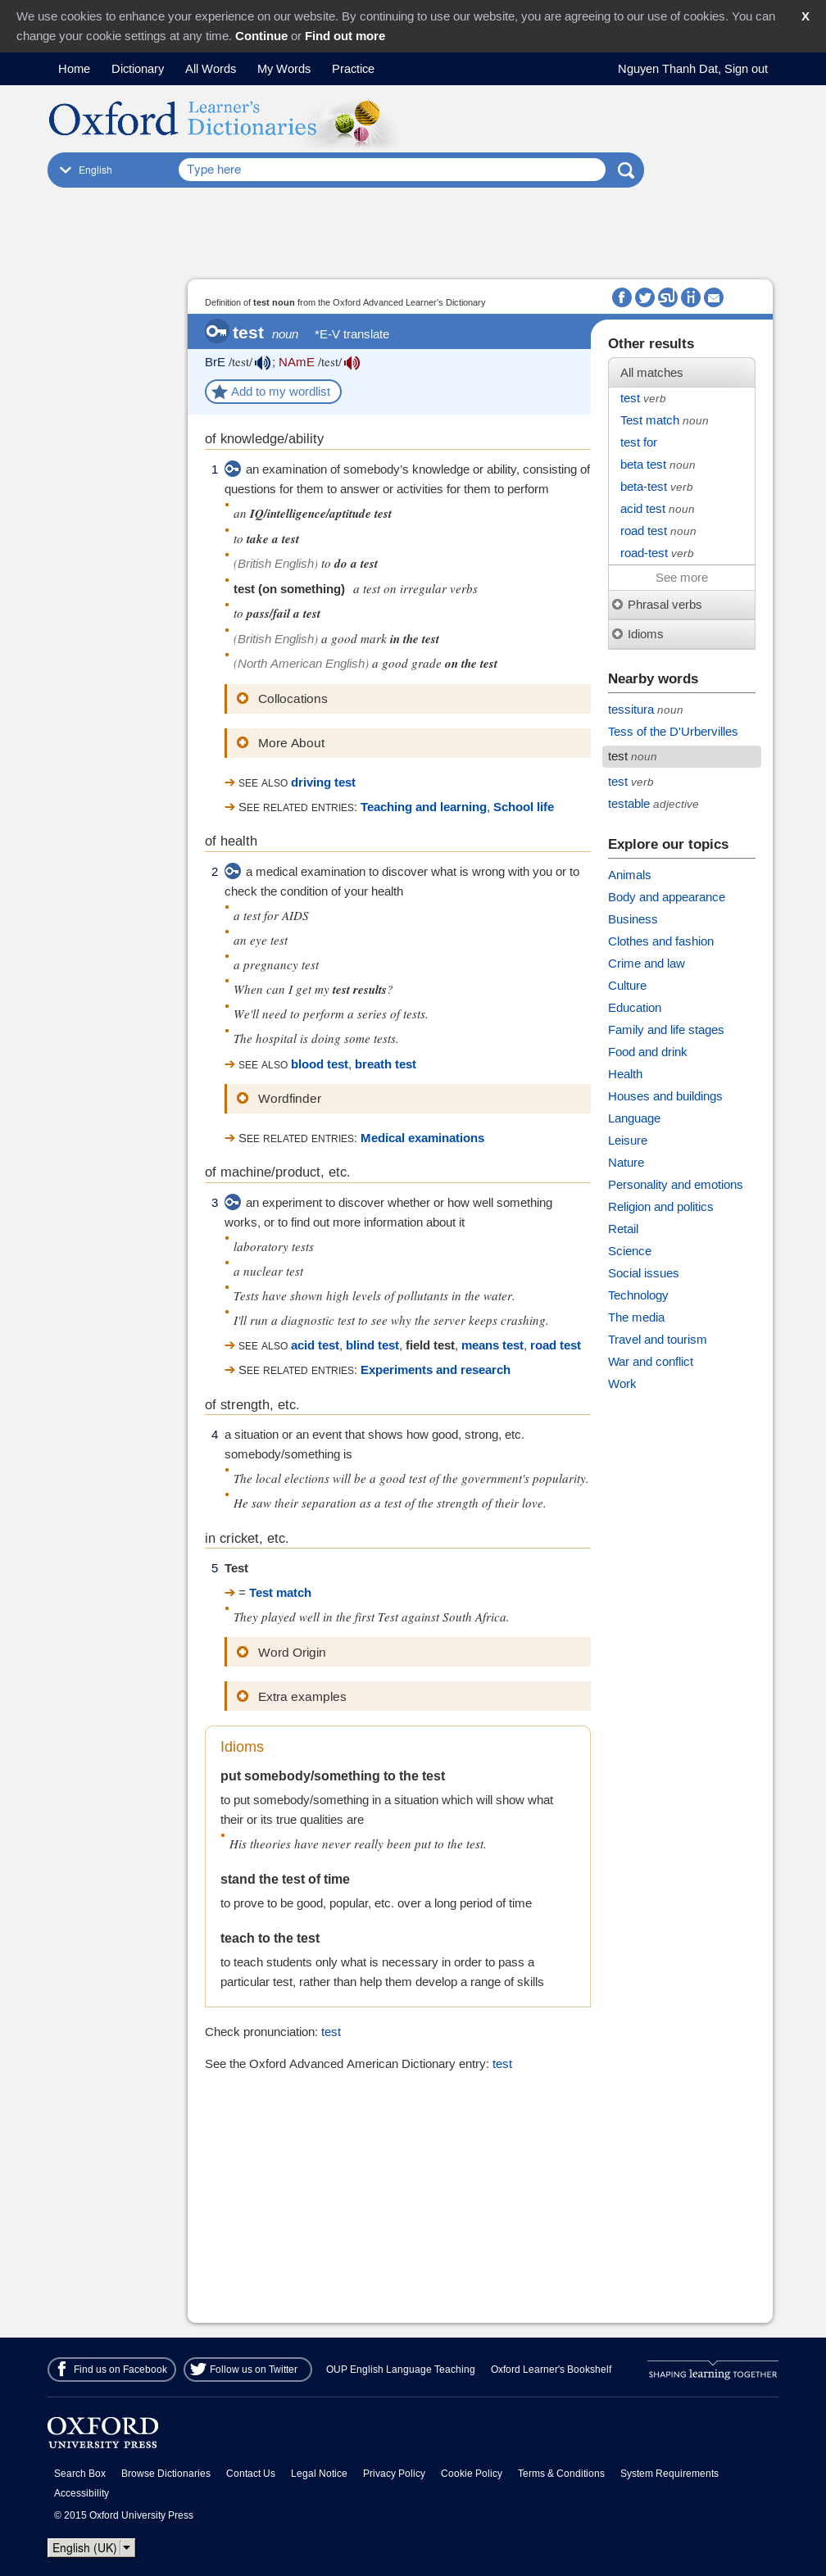 We use cookies to enhance your experience on our website. By continuing to use our website, you are agreeing to our use of cookies. You can
change your cookie settings at any time. Continue or Find out more
X
Home Dictionary All Words My Words Practice Nguyen Thanh Dat, Sign out
Oxford Learner's Dictionaries
English Type here
Definition of test noun from the Oxford Advanced Learner's Dictionary
test noun *E-V translate
BrE /test/ ; NAmE /test/
Add to my wordlist
of knowledge/ability
1 an examination of somebody's knowledge or ability, consisting of
questions for them to answer or activities for them to perform
an IQ/intelligence/aptitude test
to take a test
(British English) to do a test
test (on something) a test on irregular verbs
to pass/fail a test
(British English) a good mark in the test
(North American English) a good grade on the test
Collocations
More About
➔ SEE ALSO driving test
➔ SEE RELATED ENTRIES: Teaching and learning, School life
of health
2 a medical examination to discover what is wrong with you or to
check the condition of your health
a test for AIDS
an eye test
a pregnancy test
When can I get my test results?
We'll need to perform a series of tests.
The hospital is doing some tests.
➔ SEE ALSO blood test, breath test
Wordfinder
➔ SEE RELATED ENTRIES: Medical examinations
of machine/product, etc.
3 an experiment to discover whether or how well something
works, or to find out more information about it
laboratory tests
a nuclear test
Tests have shown high levels of pollutants in the water.
I'll run a diagnostic test to see why the server keeps crashing.
➔ SEE ALSO acid test, blind test, field test, means test, road test
➔ SEE RELATED ENTRIES: Experiments and research
of strength, etc.
4 a situation or an event that shows how good, strong, etc.
somebody/something is
The local elections will be a good test of the government's popularity.
He saw their separation as a test of the strength of their love.
in cricket, etc.
5 Test
➔ = Test match
They played well in the first Test against South Africa.
Word Origin
Extra examples
Idioms
put somebody/something to the test
to put somebody/something in a situation which will show what
their or its true qualities are
His theories have never really been put to the test.
stand the test of time
to prove to be good, popular, etc. over a long period of time
teach to the test
to teach students only what is necessary in order to pass a
particular test, rather than help them develop a range of skills
Check pronunciation: test
See the Oxford Advanced American Dictionary entry: test
Other results
All matches
test verb
Test match noun
test for
beta test noun
beta-test verb
acid test noun
road test noun
road-test verb
See more
Phrasal verbs
Idioms
Nearby words
tessitura noun
Tess of the D'Urbervilles
test noun
test verb
testable adjective
Explore our topics
Animals
Body and appearance
Business
Clothes and fashion
Crime and law
Culture
Education
Family and life stages
Food and drink
Health
Houses and buildings
Language
Leisure
Nature
Personality and emotions
Religion and politics
Retail
Science
Social issues
Technology
The media
Travel and tourism
War and conflict
Work
Find us on Facebook Follow us on Twitter OUP English Language Teaching Oxford Learner's Bookshelf SHAPING learning TOGETHER
OXFORD
UNIVERSITY PRESS
Search Box Browse Dictionaries Contact Us Legal Notice Privacy Policy Cookie Policy Terms & Conditions System Requirements
Accessibility
© 2015 Oxford University Press
English (UK)